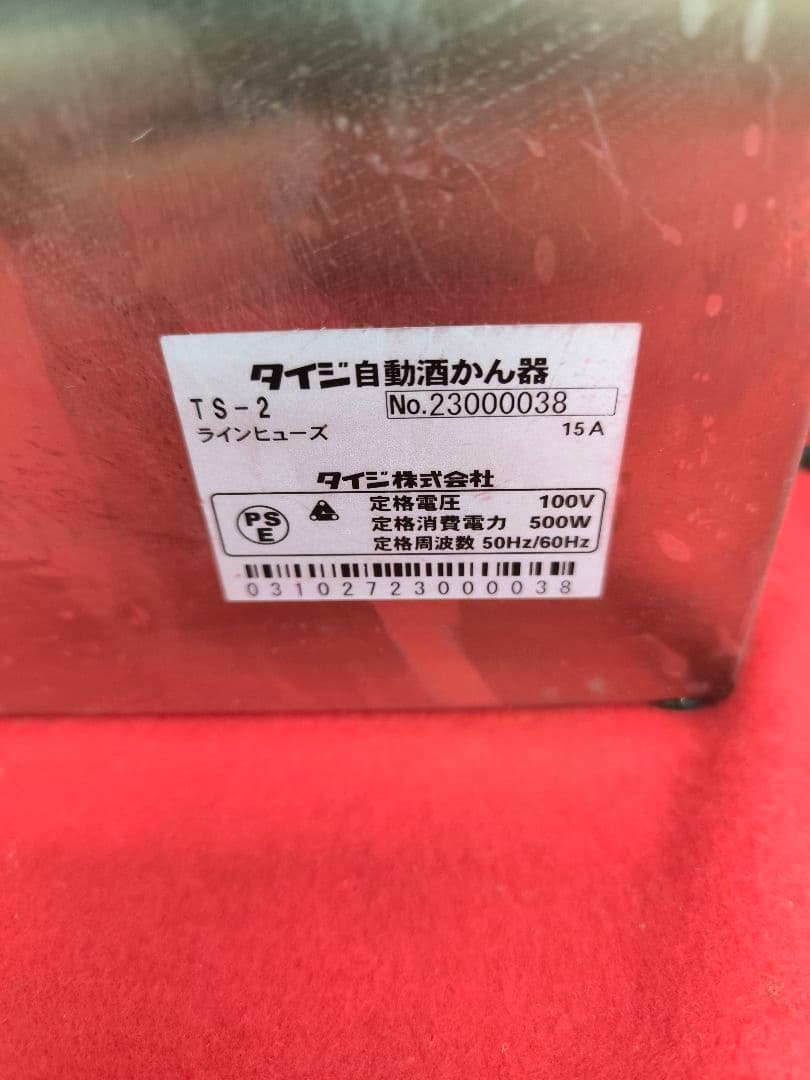 タイジ自動酒かん器
TS-2 No.23000038
ラインヒューズ 15A
タイジ株式会社
PSE 定格電圧 100V
定格消費電力 500W
定格周波数 50Hz/60Hz
03102723000038